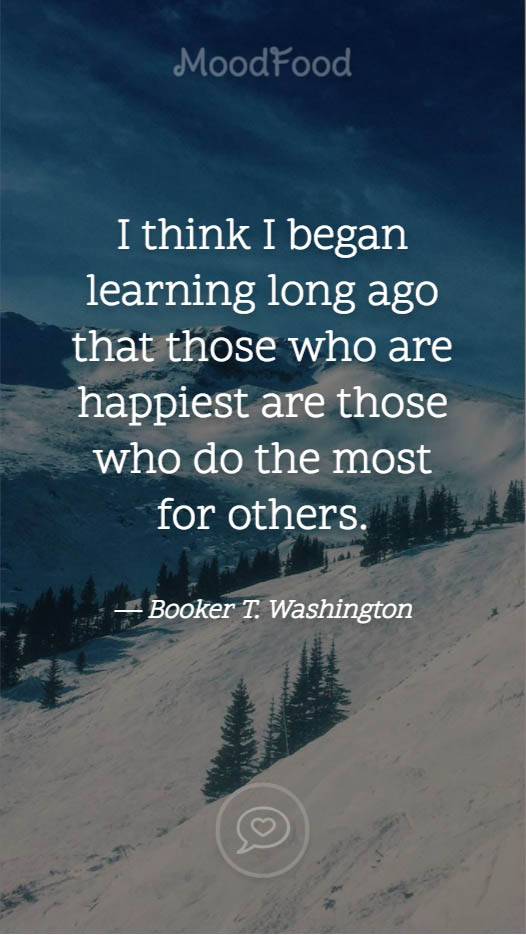 MoodFood
I think I began
learning long ago
that those who are
happiest are those
who do the most
for others.
— Booker T. Washington